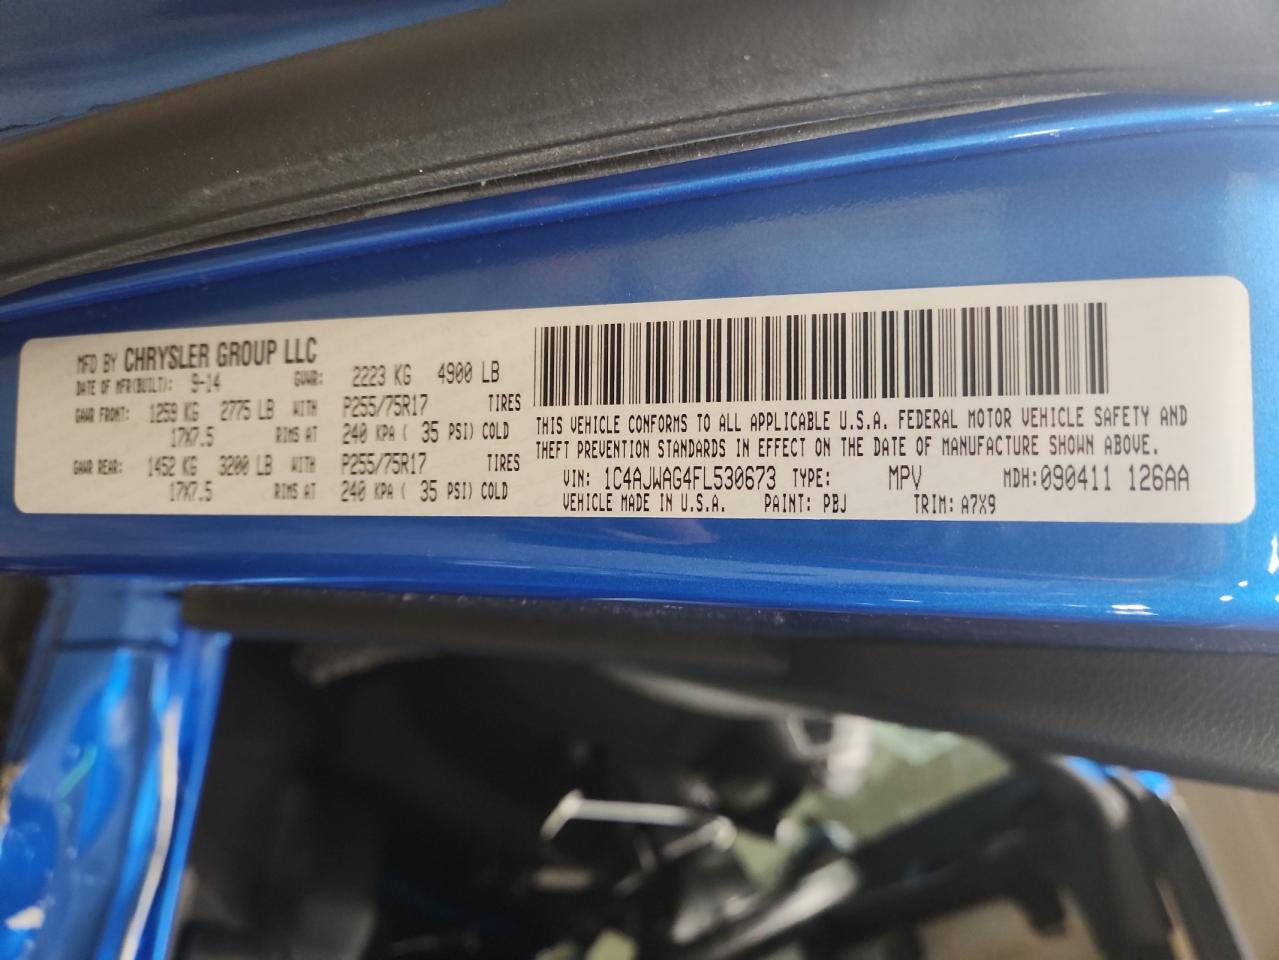 MFD BY CHRYSLER GROUP LLC
DATE OF MFR(BUILT): 9-14 GVWR: 2223 KG 4900 LB
GAWR FRONT: 1259 KG 2775 LB WITH P255/75R17 TIRES
17X7.5 RIMS AT 240 KPA ( 35 PSI) COLD
GAWR REAR: 1452 KG 3200 LB WITH P255/75R17 TIRES
17X7.5 RIMS AT 240 KPA ( 35 PSI) COLD
THIS VEHICLE CONFORMS TO ALL APPLICABLE U.S.A. FEDERAL MOTOR VEHICLE SAFETY AND
THEFT PREVENTION STANDARDS IN EFFECT ON THE DATE OF MANUFACTURE SHOWN ABOVE.
VIN: 1C4AJWAG4FL530673 TYPE: MPV MDH:090411 126AA
VEHICLE MADE IN U.S.A. PAINT: PBJ TRIM: A7X9